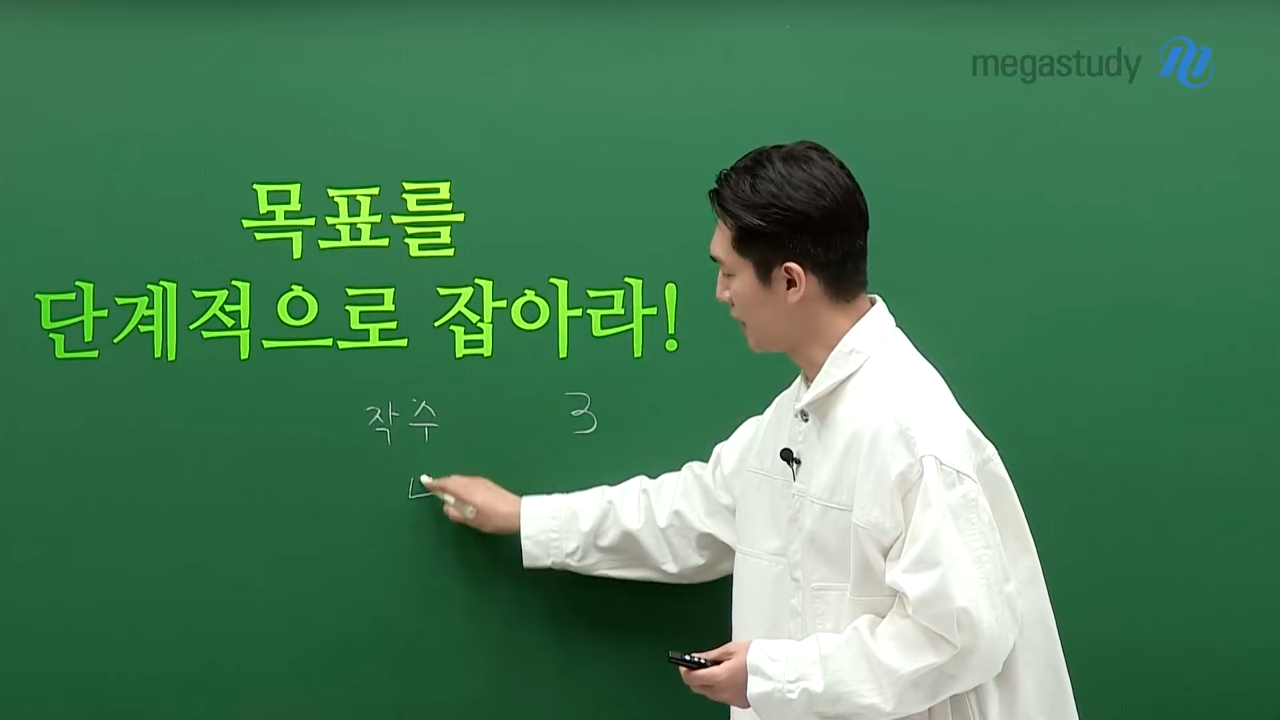 megastudy
목표를
단계적으로 잡아라!
작수 3